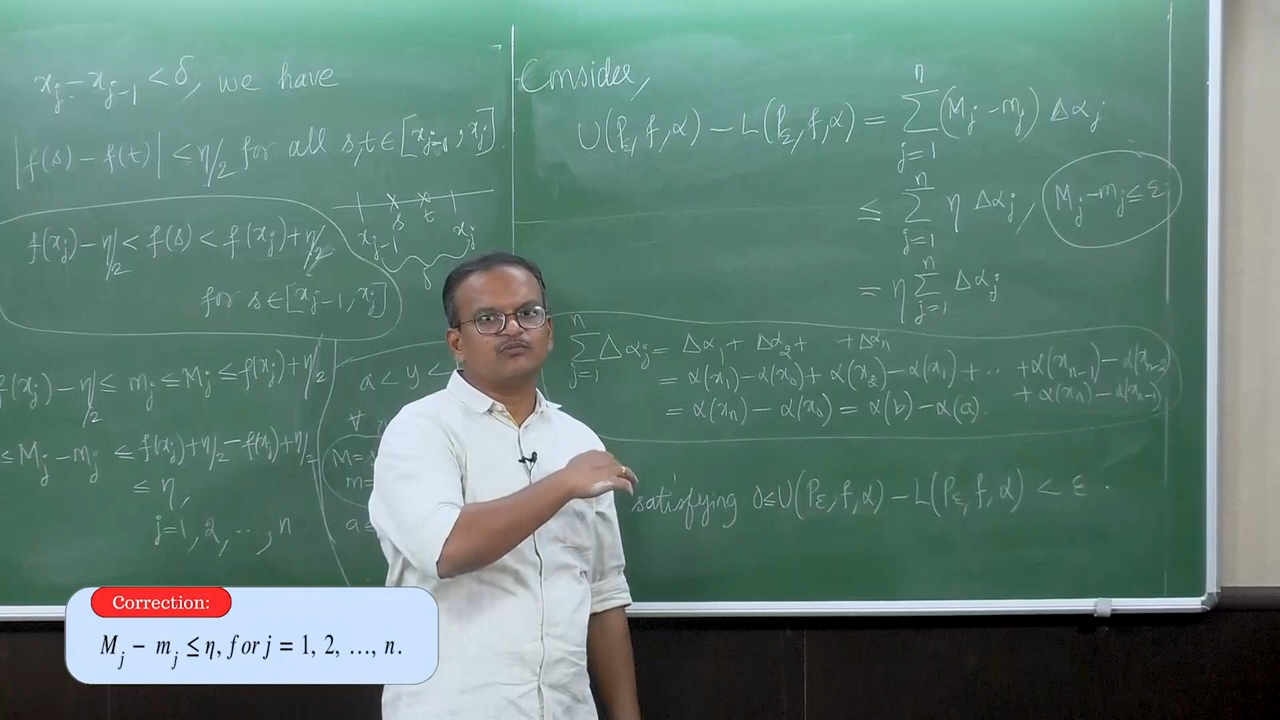 x_j - x_{j-1} < δ, we have
|f(s) - f(t)| < η/2 for all s,t ∈ [x_{j-1}, x_j].
s t
x_{j-1} x_j
δ
f(x_j) - η/2 < f(s) < f(x_j) + η/2
for s ∈ [x_{j-1}, x_j]
f(x_j) - η/2 ≤ m_j ≤ M_j ≤ f(x_j) + η/2
≤ M_j - m_j ≤ f(x_j) + η/2 - f(x_j) + η/2
≤ η,
j = 1, 2, ..., n
a < y <
∀
M =
m =
a ≤
Consider,
U(P_ε, f, α) - L(P_ε, f, α) = ∑_{j=1}^{n} (M_j - m_j) Δα_j
≤ ∑_{j=1}^{n} η Δα_j, M_j - m_j ≤ ε
= η ∑_{j=1}^{n} Δα_j
∑_{j=1}^{n} Δα_j = Δα_1 + Δα_2 + + Δα_n
= α(x_1) - α(x_0) + α(x_2) - α(x_1) + ... + α(x_{n-1}) - α(x_{n-2})
+ α(x_n) - α(x_{n-1})
= α(x_n) - α(x_0) = α(b) - α(a).
satisfying 0 ≤ U(P_ε, f, α) - L(P_ε, f, α) < ε.
Correction:
M_j - m_j ≤ η, for j = 1, 2, ..., n.